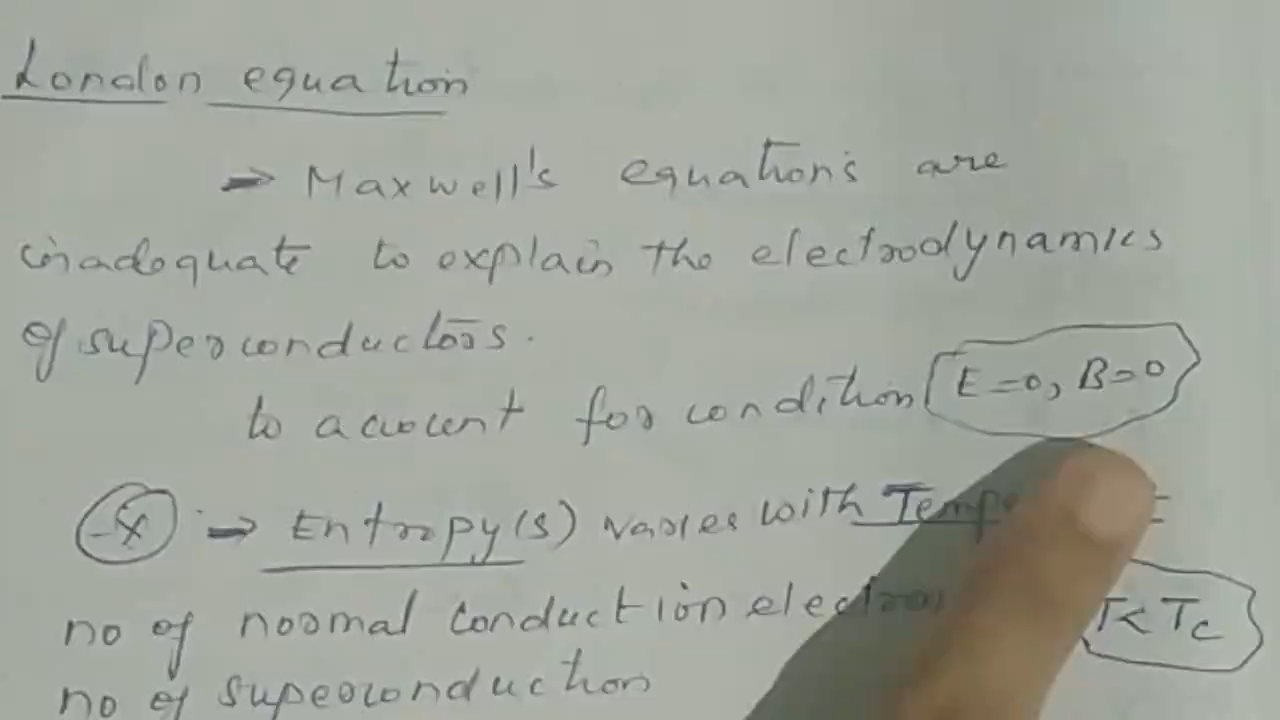 London equation
→ Maxwell's equations are
inadequate to explain the electrodynamics
of superconductors.
to account for condition E=0, B=0
→ Entropy(s) varies with
no of normal conduction T< Tc
no of superconduction